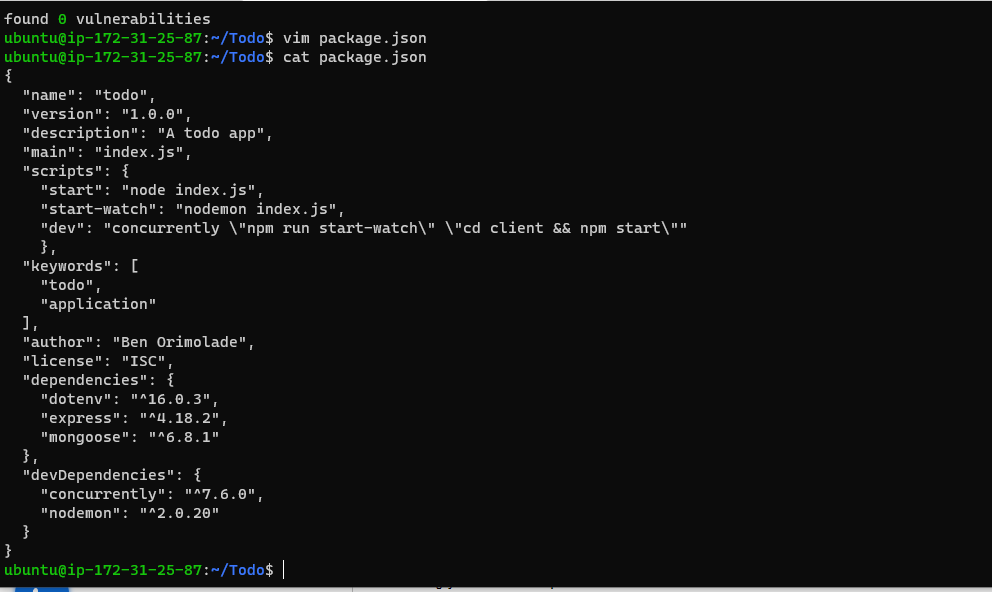 found 0 vulnerabilities
ubuntu@ip-172-31-25-87:~/Todo$ vim package.json
ubuntu@ip-172-31-25-87:~/Todo$ cat package.json
{
  "name": "todo",
  "version": "1.0.0",
  "description": "A todo app",
  "main": "index.js",
  "scripts": {
    "start": "node index.js",
    "start-watch": "nodemon index.js",
    "dev": "concurrently \"npm run start-watch\" \"cd client && npm start\""
    },
  "keywords": [
    "todo",
    "application"
  ],
  "author": "Ben Orimolade",
  "license": "ISC",
  "dependencies": {
    "dotenv": "^16.0.3",
    "express": "^4.18.2",
    "mongoose": "^6.8.1"
  },
  "devDependencies": {
    "concurrently": "^7.6.0",
    "nodemon": "^2.0.20"
  }
}
ubuntu@ip-172-31-25-87:~/Todo$